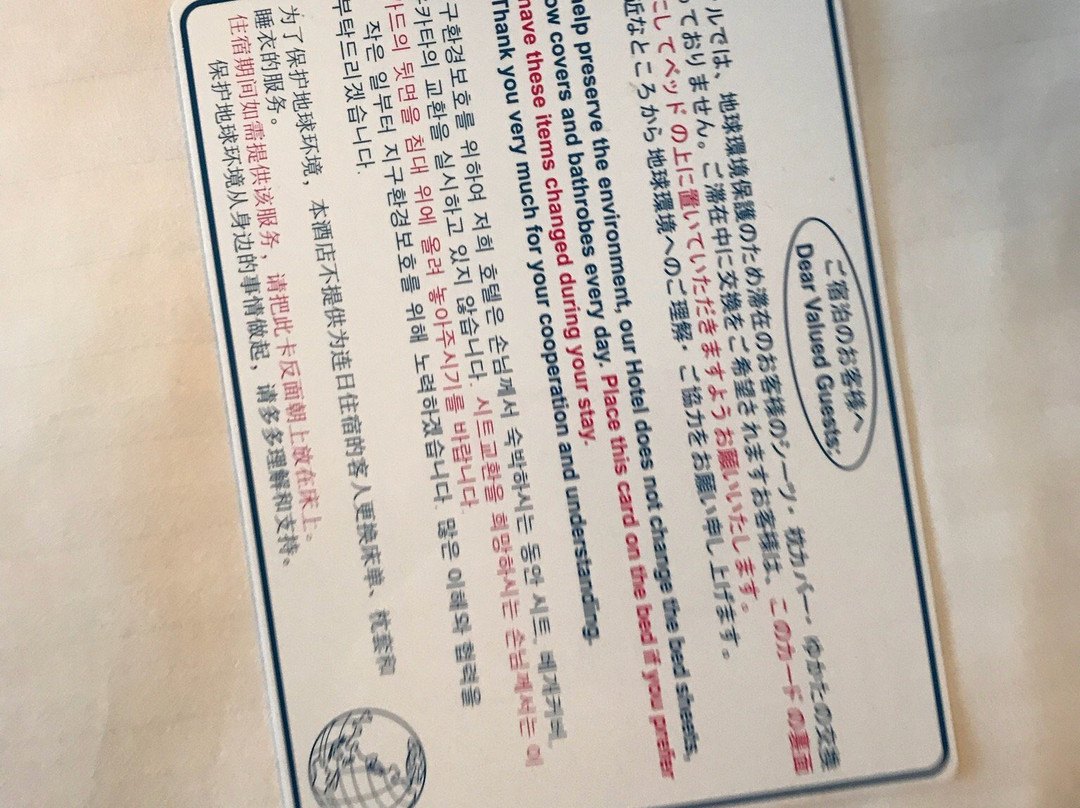 ご宿泊のお客様へ
Dear Valued Guests:
ルでは、地球環境保護のため滞在のお客様のシーツ・枕カバー・ゆかたの交換
っておりません。ご滞在中に交換をご希望されますお客様は、このカードの裏面
にしてベッドの上に置いていただきますようお願いいたします。
近なところから地球環境へのご理解・ご協力をお願い申し上げます。
help preserve the environment, our Hotel does not change the bed sheets,
ow covers and bathrobes every day. Place this card on the bed if you prefer
have these items changed during your stay.
Thank you very much for your cooperation and understanding.
구환경보호를 위하여 저희 호텔은 손님께서 숙박하시는 동안 시트, 베개커버,
카타의 교환을 실시하고 있지 않습니다. 시트교환을 희망하시는 손님께서는 이
카드의 뒷면을 침대 위에 올려 놓아주시기를 바랍니다.
작은 일부터 지구환경보호를 위해 노력하겠습니다. 많은 이해와 협력을
부탁드리겠습니다.
为了保护地球环境，本酒店不提供为连日住宿的客人更换床单、枕套和
睡衣的服务。
住宿期间如需提供该服务，请把此卡反面朝上放在床上。
保护地球环境从身边的事情做起，请多多理解和支持。